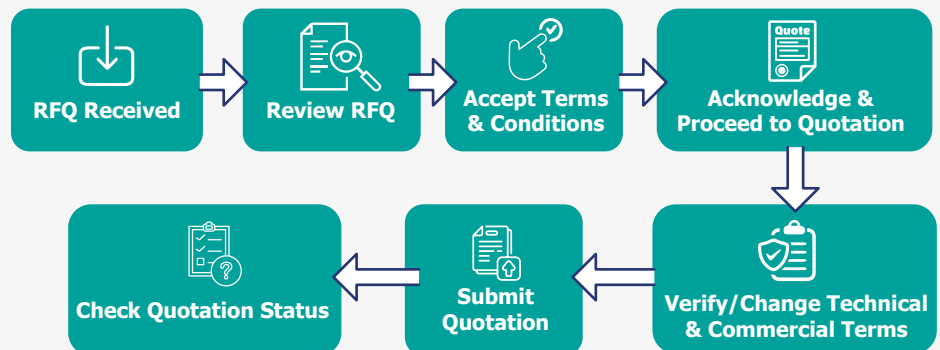 RFQ Received
Review RFQ
Accept Terms
& Conditions
Quote
Acknowledge &
Proceed to Quotation
Check Quotation Status
?
Submit
Quotation
Verify/Change Technical
& Commercial Terms